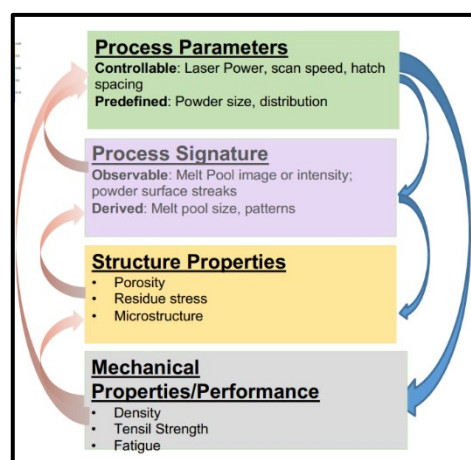 Process Parameters
Controllable: Laser Power, scan speed, hatch
spacing
Predefined: Powder size, distribution
Process Signature
Observable: Melt Pool image or intensity;
powder surface streaks
Derived: Melt pool size, patterns
Structure Properties
• Porosity
• Residue stress
• Microstructure
Mechanical
Properties/Performance
• Density
• Tensil Strength
• Fatigue